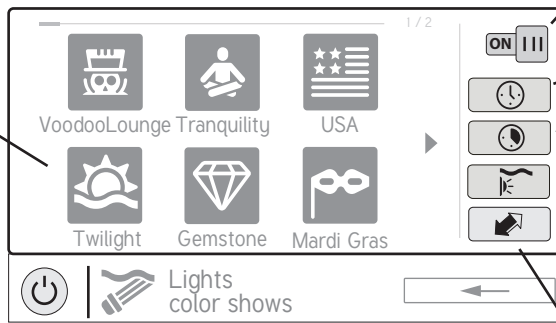 1 / 2
ON
VoodooLounge Tranquility USA
Twilight Gemstone Mardi Gras
Lights
color shows